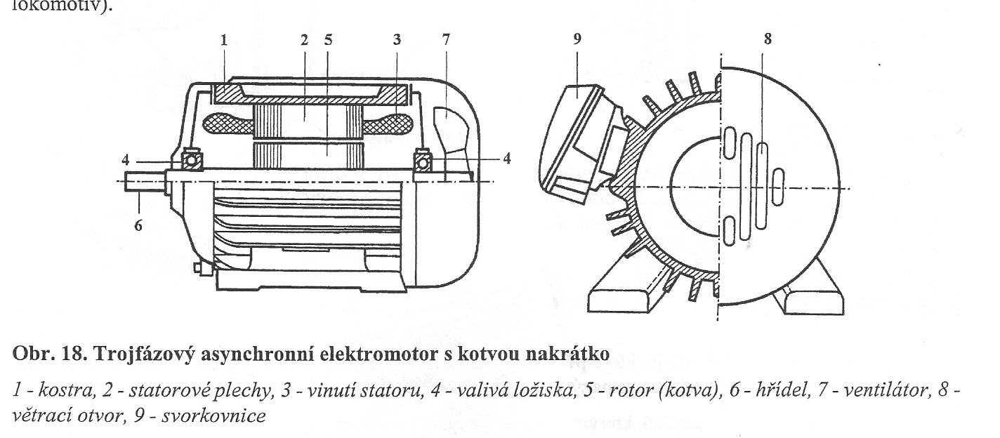 lokomotiv).
1 2 5 3 7 9 8
4 4
6
Obr. 18. Trojfázový asynchronní elektromotor s kotvou nakrátko
1 - kostra, 2 - statorové plechy, 3 - vinutí statoru, 4 - valivá ložiska, 5 - rotor (kotva), 6 - hřídel, 7 - ventilátor, 8 -
větrací otvor, 9 - svorkovnice